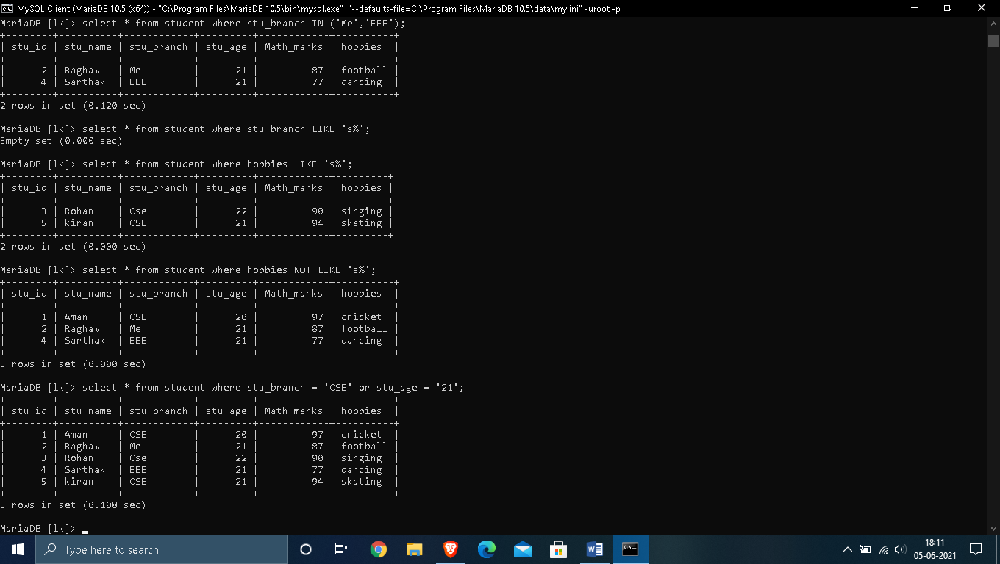 MySQL Client (MariaDB 10.5 (x64)) - "C:\Program Files\MariaDB 10.5\bin\mysql.exe" "--defaults-file=C:\Program Files\MariaDB 10.5\data\my.ini" -uroot -p
MariaDB [lk]> select * from student where stu_branch IN ('Me','EEE');
+--------+----------+------------+---------+------------+----------+
| stu_id | stu_name | stu_branch | stu_age | Math_marks | hobbies  |
+--------+----------+------------+---------+------------+----------+
|      2 | Raghav   | Me         |      21 |         87 | football |
|      4 | Sarthak  | EEE        |      21 |         77 | dancing  |
+--------+----------+------------+---------+------------+----------+
2 rows in set (0.120 sec)
MariaDB [lk]> select * from student where stu_branch LIKE 's%';
Empty set (0.000 sec)
MariaDB [lk]> select * from student where hobbies LIKE 's%';
+--------+----------+------------+---------+------------+---------+
| stu_id | stu_name | stu_branch | stu_age | Math_marks | hobbies |
+--------+----------+------------+---------+------------+---------+
|      3 | Rohan    | Cse        |      22 |         90 | singing |
|      5 | kiran    | CSE        |      21 |         94 | skating |
+--------+----------+------------+---------+------------+---------+
2 rows in set (0.000 sec)
MariaDB [lk]> select * from student where hobbies NOT LIKE 's%';
+--------+----------+------------+---------+------------+----------+
| stu_id | stu_name | stu_branch | stu_age | Math_marks | hobbies  |
+--------+----------+------------+---------+------------+----------+
|      1 | Aman     | CSE        |      20 |         97 | cricket  |
|      2 | Raghav   | Me         |      21 |         87 | football |
|      4 | Sarthak  | EEE        |      21 |         77 | dancing  |
+--------+----------+------------+---------+------------+----------+
3 rows in set (0.000 sec)
MariaDB [lk]> select * from student where stu_branch = 'CSE' or stu_age = '21';
+--------+----------+------------+---------+------------+----------+
| stu_id | stu_name | stu_branch | stu_age | Math_marks | hobbies  |
+--------+----------+------------+---------+------------+----------+
|      1 | Aman     | CSE        |      20 |         97 | cricket  |
|      2 | Raghav   | Me         |      21 |         87 | football |
|      3 | Rohan    | Cse        |      22 |         90 | singing  |
|      4 | Sarthak  | EEE        |      21 |         77 | dancing  |
|      5 | kiran    | CSE        |      21 |         94 | skating  |
+--------+----------+------------+---------+------------+----------+
5 rows in set (0.108 sec)
MariaDB [lk]> _
Type here to search
18:11
05-06-2021